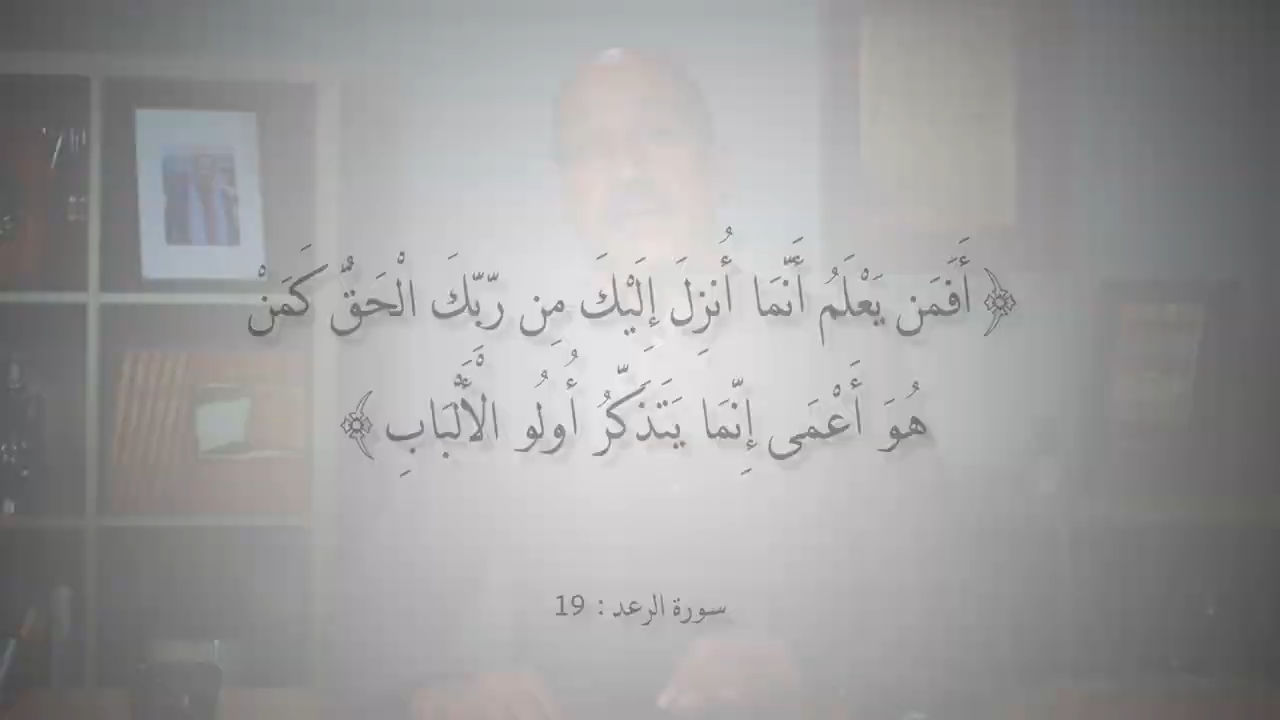 ﴿أَفَمَن يَعْلَمُ أَنَّمَا أُنزِلَ إِلَيْكَ مِن رَبِّكَ الْحَقُّ كَمَنْ
هُوَ أَعْمَى إِنَّمَا يَتَذَكَّرُ أُولُو الْأَلْبَابِ﴾
سورة الرعد : 19